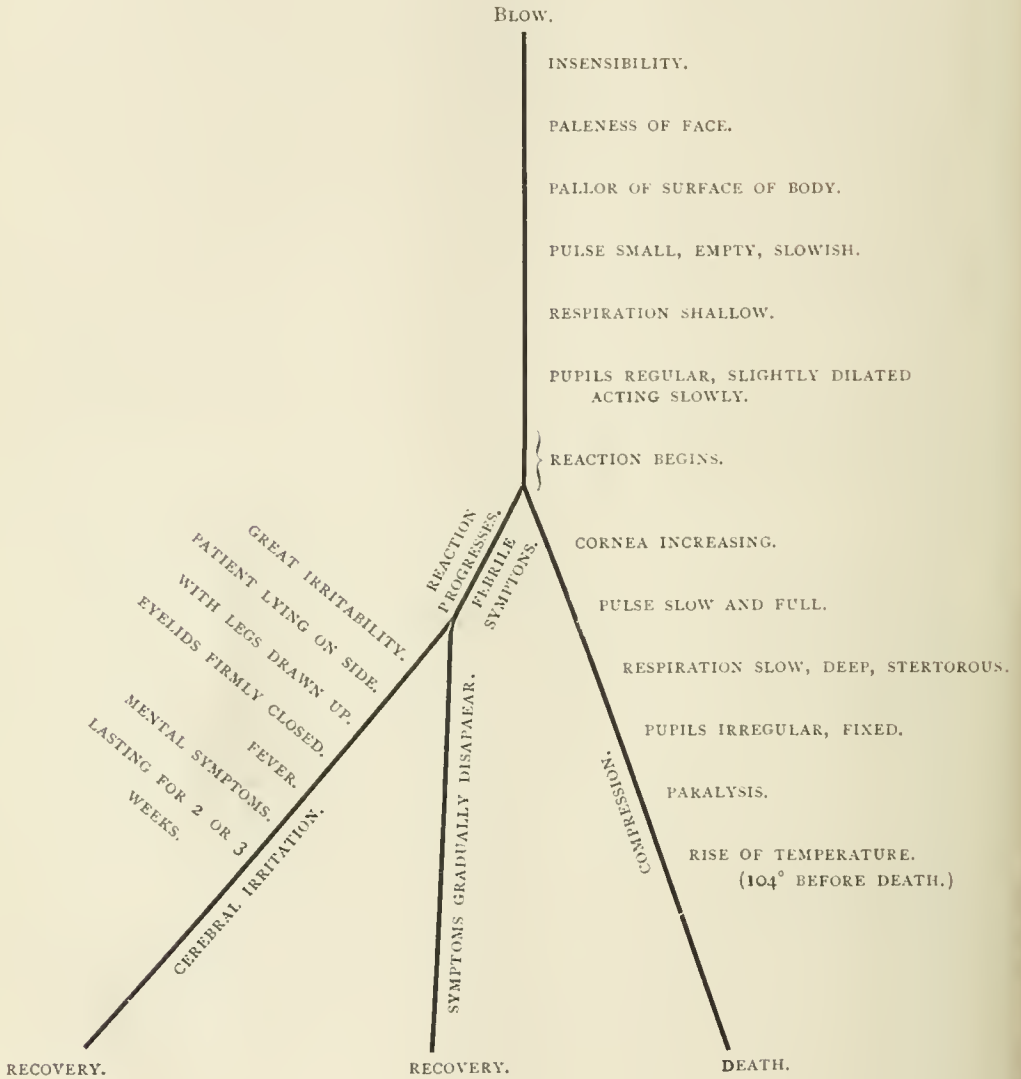 BLOW.
INSENSIBILITY.
PALENESS OF FACE.
PALLOR OF SURFACE OF BODY.
PULSE SMALL, EMPTY, SLOWISH.
RESPIRATION SHALLOW.
PUPILS REGULAR, SLIGHTLY DILATED
ACTING SLOWLY.
REACTION BEGINS.
REACTION
PROGRESSES.
FEBRILE
SYMPTONS.
GREAT IRRITABILITY.
PATIENT LYING ON SIDE.
WITH LEGS DRAWN UP.
EYELIDS FIRMLY CLOSED.
FEVER.
MENTAL SYMPTOMS.
LASTING FOR 2 OR 3
WEEKS.
CEREBRAL IRRITATION.
SYMPTOMS GRADUALLY DISAPAEAR.
CORNEA INCREASING.
PULSE SLOW AND FULL.
RESPIRATION SLOW, DEEP, STERTOROUS.
PUPILS IRREGULAR, FIXED.
PARALYSIS.
RISE OF TEMPERATURE.
(104° BEFORE DEATH.)
COMPRESSION.
RECOVERY.
RECOVERY.
DEATH.